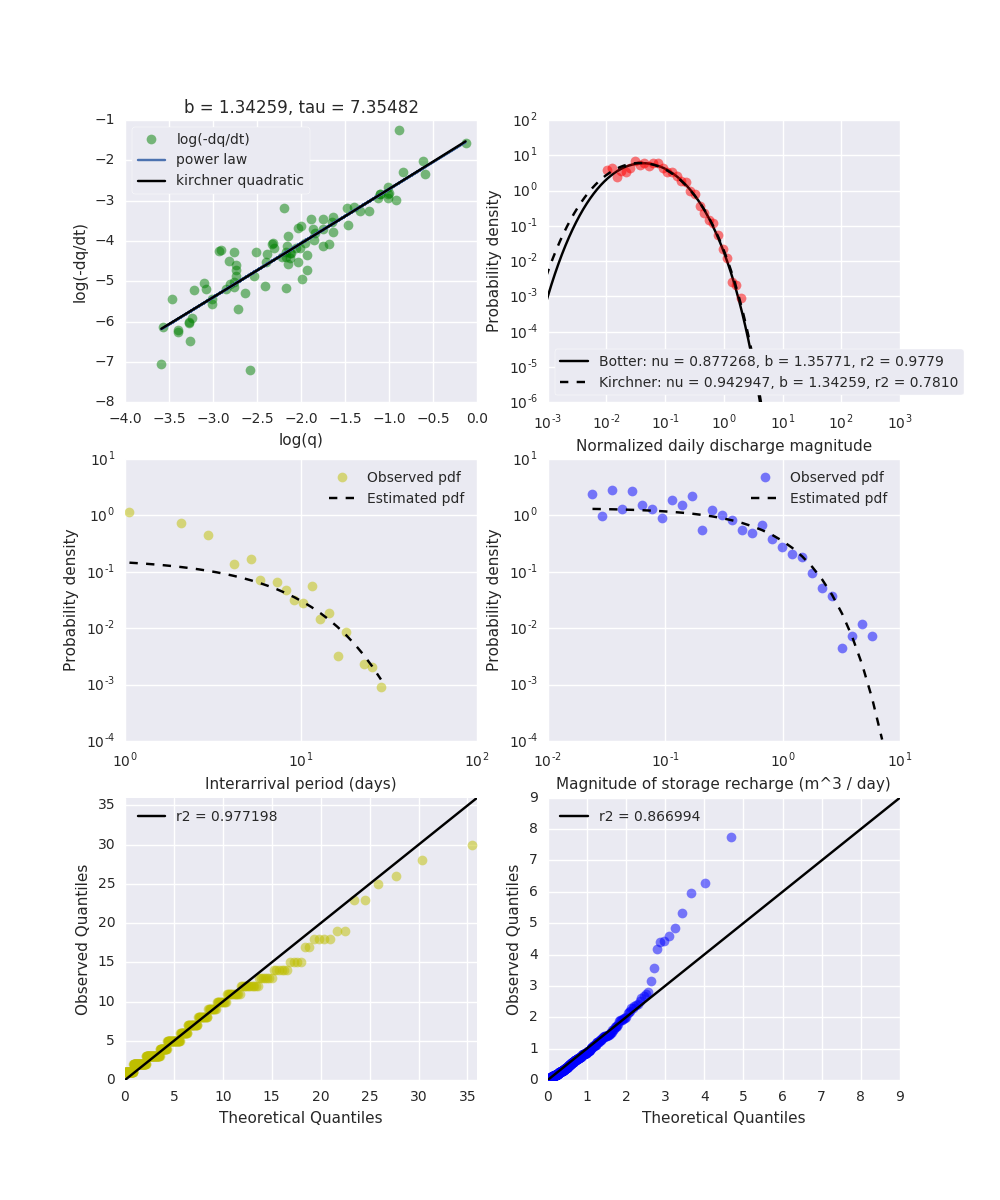 b = 1.34259, tau = 7.35482
log(-dq/dt)
power law
kirchner quadratic
−1
−2
−3
−4
−5
−6
−7
−8
log(-dq/dt)
−4.0 −3.5 −3.0 −2.5 −2.0 −1.5 −1.0 −0.5 0.0
log(q)
10^2
10^1
10^0
10^-1
10^-2
10^-3
10^-4
10^-5
10^-6
Probability density
Botter: nu = 0.877268, b = 1.35771, r2 = 0.9779
Kirchner: nu = 0.942947, b = 1.34259, r2 = 0.7810
10^-3 10^-2 10^-1 10^0 10^1 10^2 10^3
Normalized daily discharge magnitude
10^1
10^0
10^-1
10^-2
10^-3
10^-4
Probability density
Observed pdf
Estimated pdf
10^0 10^1 10^2
Interarrival period (days)
10^1
10^0
10^-1
10^-2
10^-3
10^-4
Probability density
Observed pdf
Estimated pdf
10^-2 10^-1 10^0 10^1
Magnitude of storage recharge (m^3 / day)
35
30
25
20
15
10
5
0
Observed Quantiles
r2 = 0.977198
0 5 10 15 20 25 30 35
Theoretical Quantiles
9
8
7
6
5
4
3
2
1
0
Observed Quantiles
r2 = 0.866994
0 1 2 3 4 5 6 7 8 9
Theoretical Quantiles